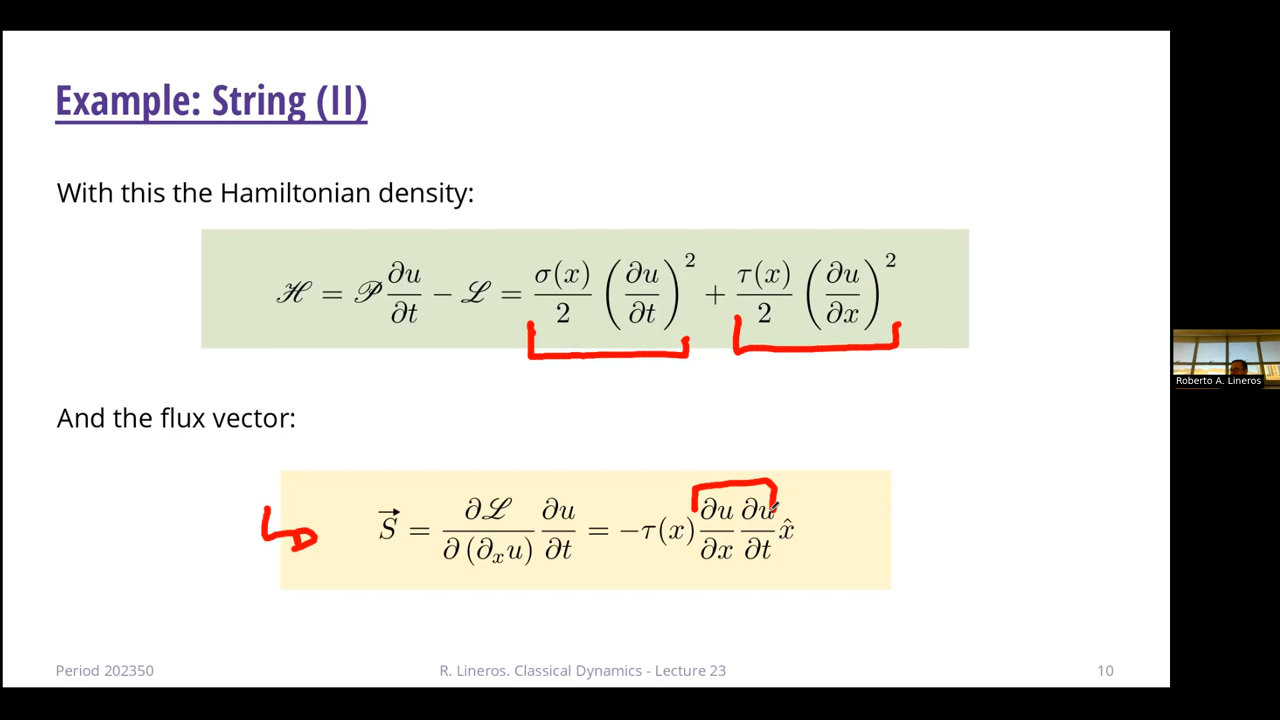 Example: String (II)
With this the Hamiltonian density:
ℋ = 𝒫 ∂u/∂t − ℒ = σ(x)/2 (∂u/∂t)² + τ(x)/2 (∂u/∂x)²
And the flux vector:
S⃗ = ∂ℒ/∂(∂ₓu) ∂u/∂t = −τ(x) ∂u/∂x ∂u/∂t x̂
Roberto A. Lineros
Period 202350
R. Lineros. Classical Dynamics - Lecture 23
10